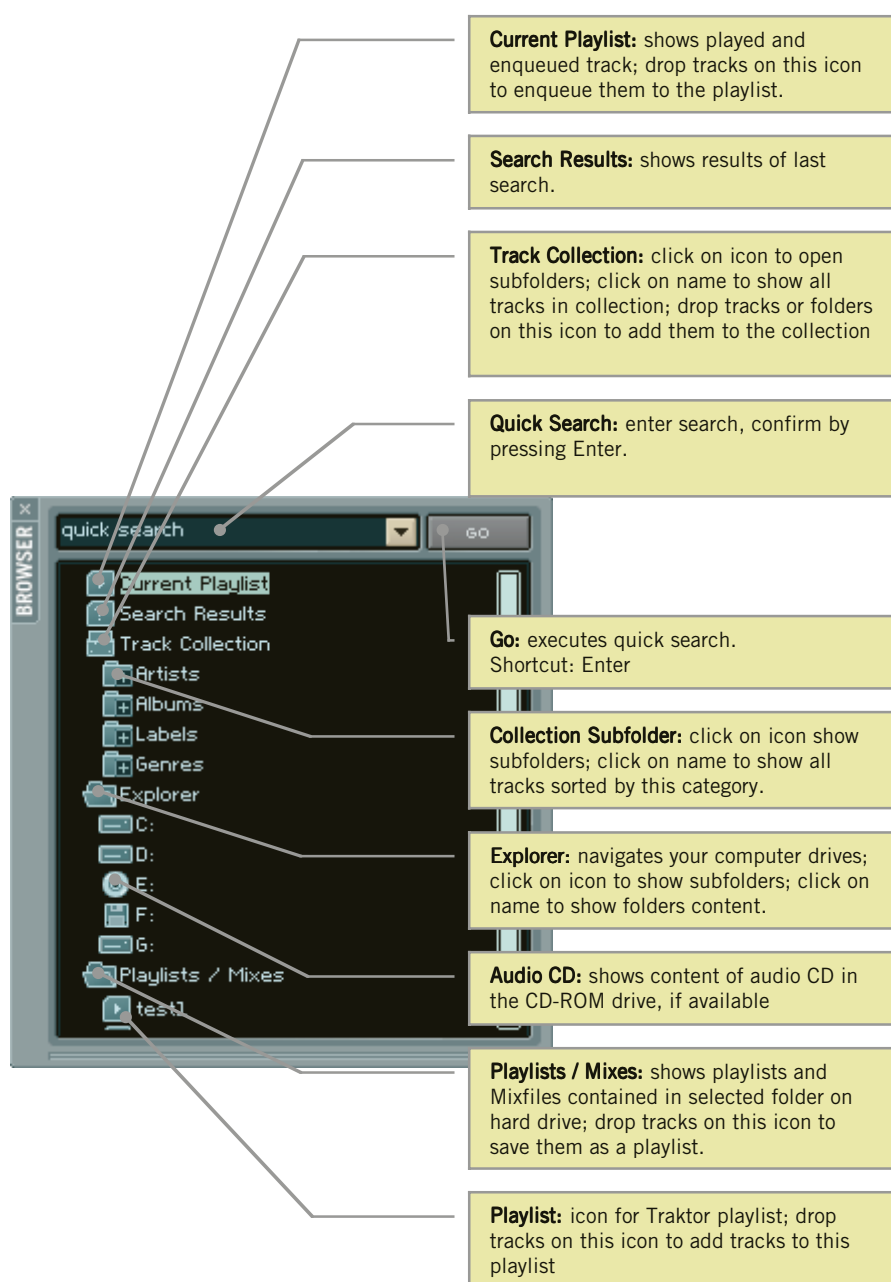 Current Playlist: shows played and
enqueued track; drop tracks on this icon
to enqueue them to the playlist.
Search Results: shows results of last
search.
Track Collection: click on icon to open
subfolders; click on name to show all
tracks in collection; drop tracks or folders
on this icon to add them to the collection
Quick Search: enter search, confirm by
pressing Enter.
BROWSER
quick search
GO
Current Playlist
Search Results
Track Collection
Artists
Albums
Labels
Genres
Explorer
C:
D:
E:
F:
G:
Playlists / Mixes
test1
Go: executes quick search.
Shortcut: Enter
Collection Subfolder: click on icon show
subfolders; click on name to show all
tracks sorted by this category.
Explorer: navigates your computer drives;
click on icon to show subfolders; click on
name to show folders content.
Audio CD: shows content of audio CD in
the CD-ROM drive, if available
Playlists / Mixes: shows playlists and
Mixfiles contained in selected folder on
hard drive; drop tracks on this icon to
save them as a playlist.
Playlist: icon for Traktor playlist; drop
tracks on this icon to add tracks to this
playlist